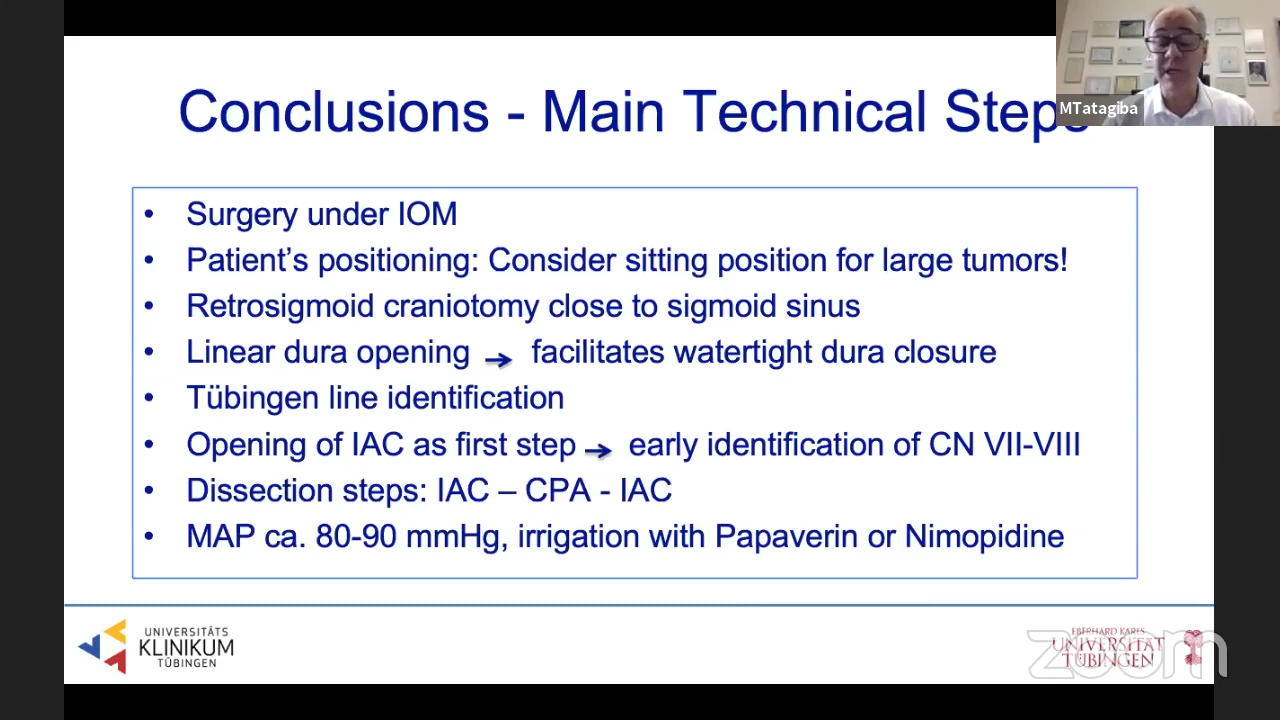 Conclusions - Main Technical Steps
MTatagiba
• Surgery under IOM
• Patient’s positioning: Consider sitting position for large tumors!
• Retrosigmoid craniotomy close to sigmoid sinus
• Linear dura opening → facilitates watertight dura closure
• Tübingen line identification
• Opening of IAC as first step → early identification of CN VII-VIII
• Dissection steps: IAC – CPA - IAC
• MAP ca. 80-90 mmHg, irrigation with Papaverin or Nimopidine
UNIVERSITÄTS
KLINIKUM
TÜBINGEN
EBERHARD KARLS
UNIVERSITÄT
TÜBINGEN
zoom